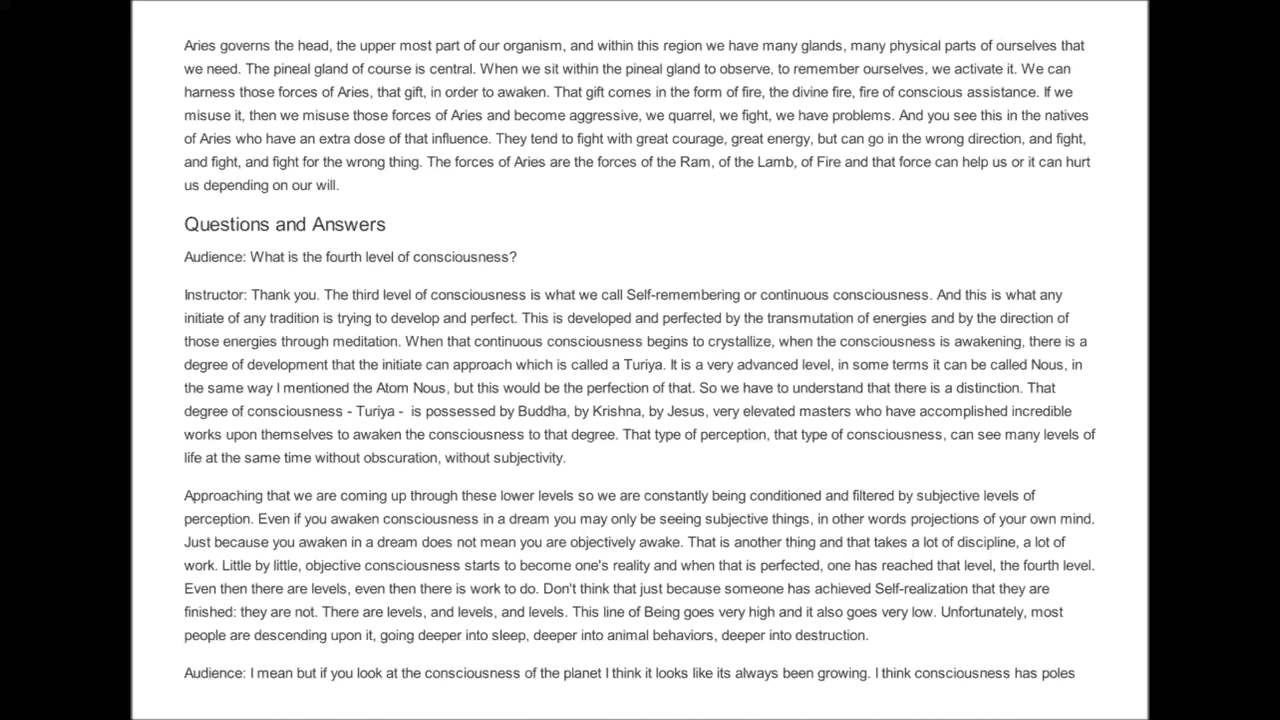 Aries governs the head, the upper most part of our organism, and within this region we have many glands, many physical parts of ourselves that
we need. The pineal gland of course is central. When we sit within the pineal gland to observe, to remember ourselves, we activate it. We can
harness those forces of Aries, that gift, in order to awaken. That gift comes in the form of fire, the divine fire, fire of conscious assistance. If we
misuse it, then we misuse those forces of Aries and become aggressive, we quarrel, we fight, we have problems. And you see this in the natives
of Aries who have an extra dose of that influence. They tend to fight with great courage, great energy, but can go in the wrong direction, and fight,
and fight, and fight for the wrong thing. The forces of Aries are the forces of the Ram, of the Lamb, of Fire and that force can help us or it can hurt
us depending on our will.
Questions and Answers
Audience: What is the fourth level of consciousness?
Instructor: Thank you. The third level of consciousness is what we call Self-remembering or continuous consciousness. And this is what any
initiate of any tradition is trying to develop and perfect. This is developed and perfected by the transmutation of energies and by the direction of
those energies through meditation. When that continuous consciousness begins to crystallize, when the consciousness is awakening, there is a
degree of development that the initiate can approach which is called a Turiya. It is a very advanced level, in some terms it can be called Nous, in
the same way I mentioned the Atom Nous, but this would be the perfection of that. So we have to understand that there is a distinction. That
degree of consciousness - Turiya -  is possessed by Buddha, by Krishna, by Jesus, very elevated masters who have accomplished incredible
works upon themselves to awaken the consciousness to that degree. That type of perception, that type of consciousness, can see many levels of
life at the same time without obscuration, without subjectivity.
Approaching that we are coming up through these lower levels so we are constantly being conditioned and filtered by subjective levels of
perception. Even if you awaken consciousness in a dream you may only be seeing subjective things, in other words projections of your own mind.
Just because you awaken in a dream does not mean you are objectively awake. That is another thing and that takes a lot of discipline, a lot of
work. Little by little, objective consciousness starts to become one's reality and when that is perfected, one has reached that level, the fourth level.
Even then there are levels, even then there is work to do. Don't think that just because someone has achieved Self-realization that they are
finished: they are not. There are levels, and levels, and levels. This line of Being goes very high and it also goes very low. Unfortunately, most
people are descending upon it, going deeper into sleep, deeper into animal behaviors, deeper into destruction.
Audience: I mean but if you look at the consciousness of the planet I think it looks like its always been growing. I think consciousness has poles